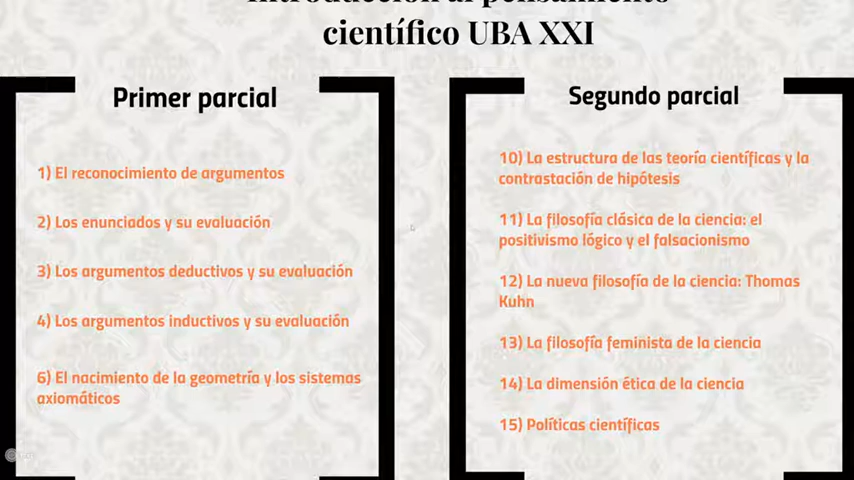 Introducción al pensamiento
científico UBA XXI
Primer parcial
1) El reconocimiento de argumentos
2) Los enunciados y su evaluación
3) Los argumentos deductivos y su evaluación
4) Los argumentos inductivos y su evaluación
6) El nacimiento de la geometría y los sistemas
axiomáticos
Segundo parcial
10) La estructura de las teoría científicas y la
contrastación de hipótesis
11) La filosofía clásica de la ciencia: el
positivismo lógico y el falsacionismo
12) La nueva filosofía de la ciencia: Thomas
Kuhn
13) La filosofía feminista de la ciencia
14) La dimensión ética de la ciencia
15) Políticas científicas